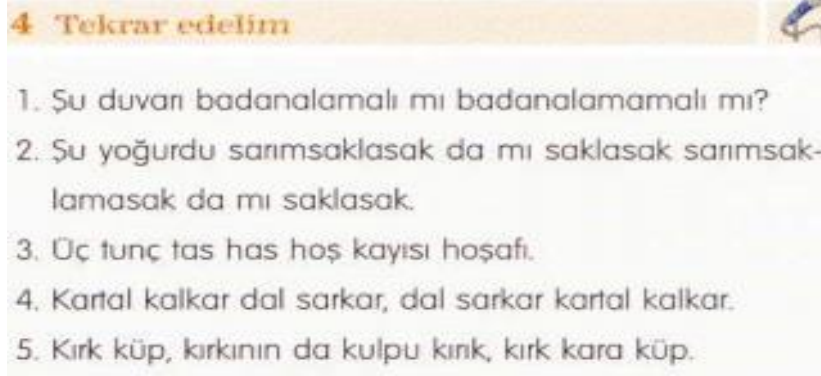 4 Tekrar edelim
1. Şu duvarı badanalamalı mı badanalamamalı mı?
2. Şu yoğurdu sarımsaklasak da mı saklasak sarımsak-
lamasak da mı saklasak.
3. Üç tunç tas has hoş kayısı hoşafı.
4. Kartal kalkar dal sarkar, dal sarkar kartal kalkar.
5. Kırk küp, kırkının da kulpu kırık, kırk kara küp.